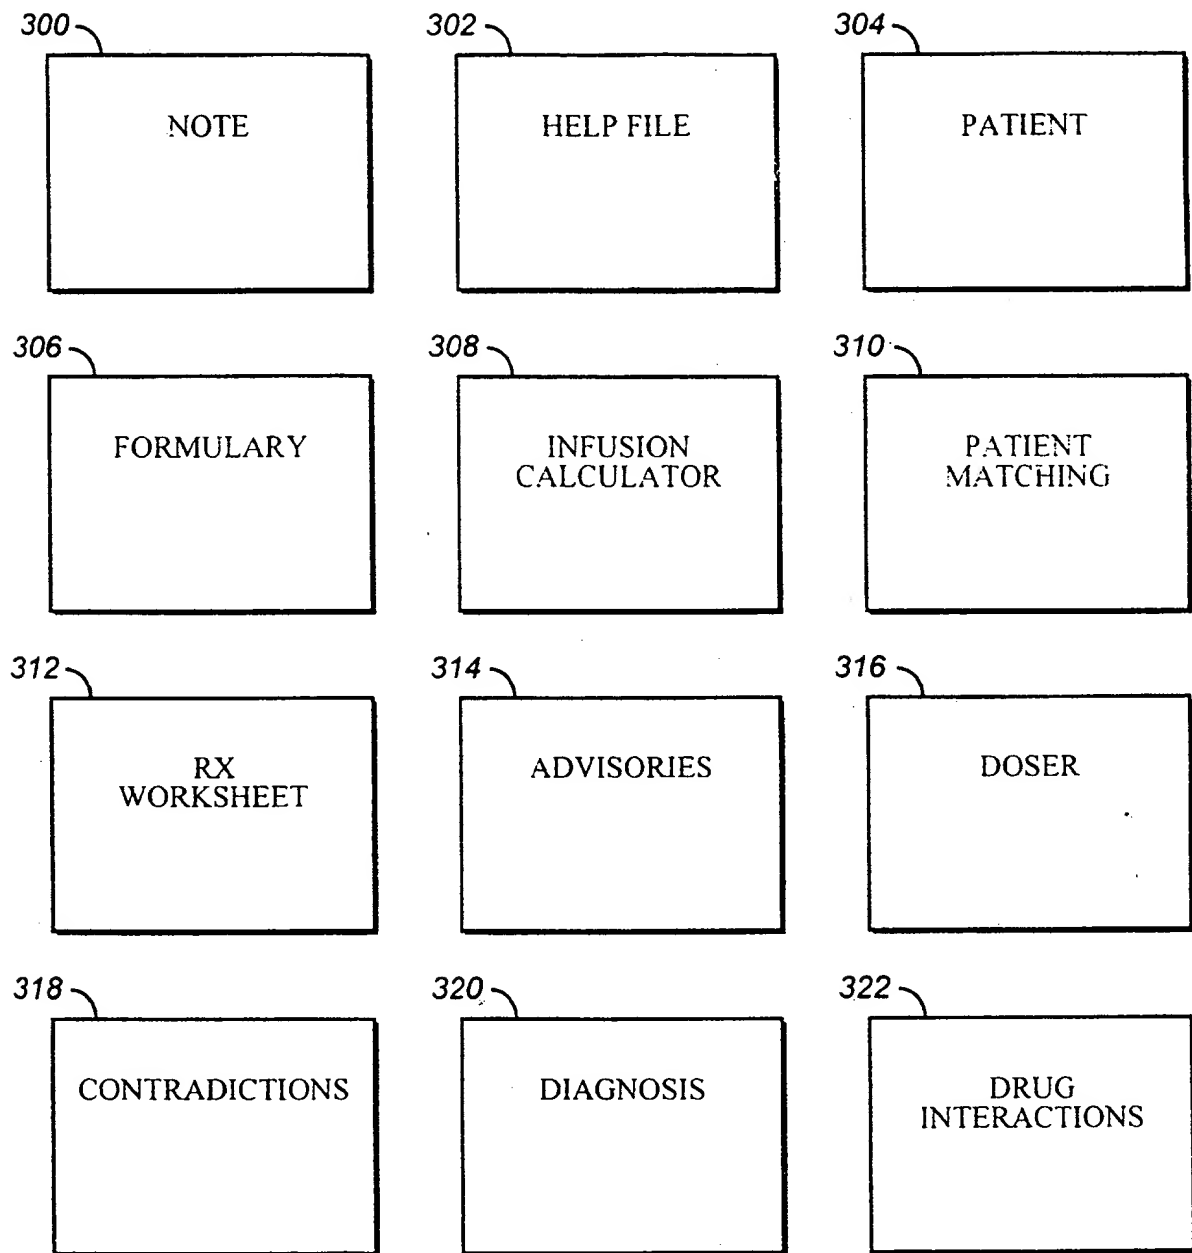 300
302
304
NOTE
HELP FILE
PATIENT
306
308
310
FORMULARY
INFUSION
CALCULATOR
PATIENT
MATCHING
312
314
316
RX
WORKSHEET
ADVISORIES
DOSER
318
320
322
CONTRADICTIONS
DIAGNOSIS
DRUG
INTERACTIONS